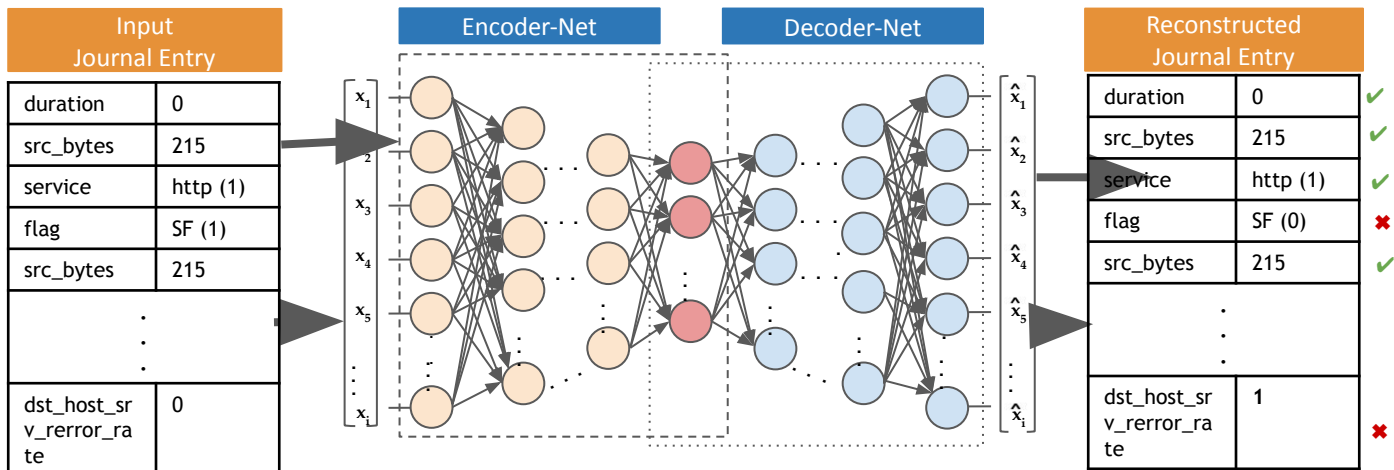 Input
Journal Entry
Encoder-Net
Decoder-Net
Reconstructed
Journal Entry
duration 0
src_bytes 215
service http (1)
flag SF (1)
src_bytes 215
.
.
.
dst_host_sr 0
v_rerror_ra
te
x1
2
x3
x4
x5
xi
x̂1
x̂2
x̂3
x̂4
x̂5
x̂i
duration 0 ✔
src_bytes 215 ✔
service http (1) ✔
flag SF (0) ✖
src_bytes 215 ✔
.
.
.
dst_host_sr 1
v_rerror_ra
te ✖